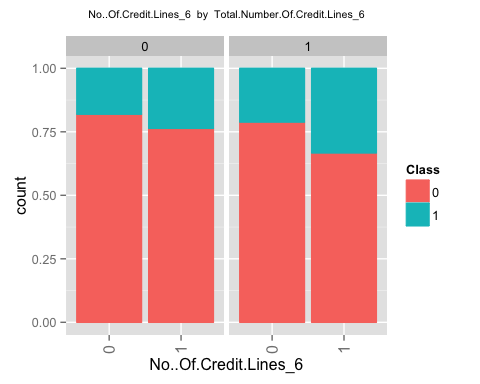 No..Of.Credit.Lines_6 by Total.Number.Of.Credit.Lines_6
0 1
1.00
0.75
0.50
0.25
0.00
count
0 1 0 1
No..Of.Credit.Lines_6
Class
0
1